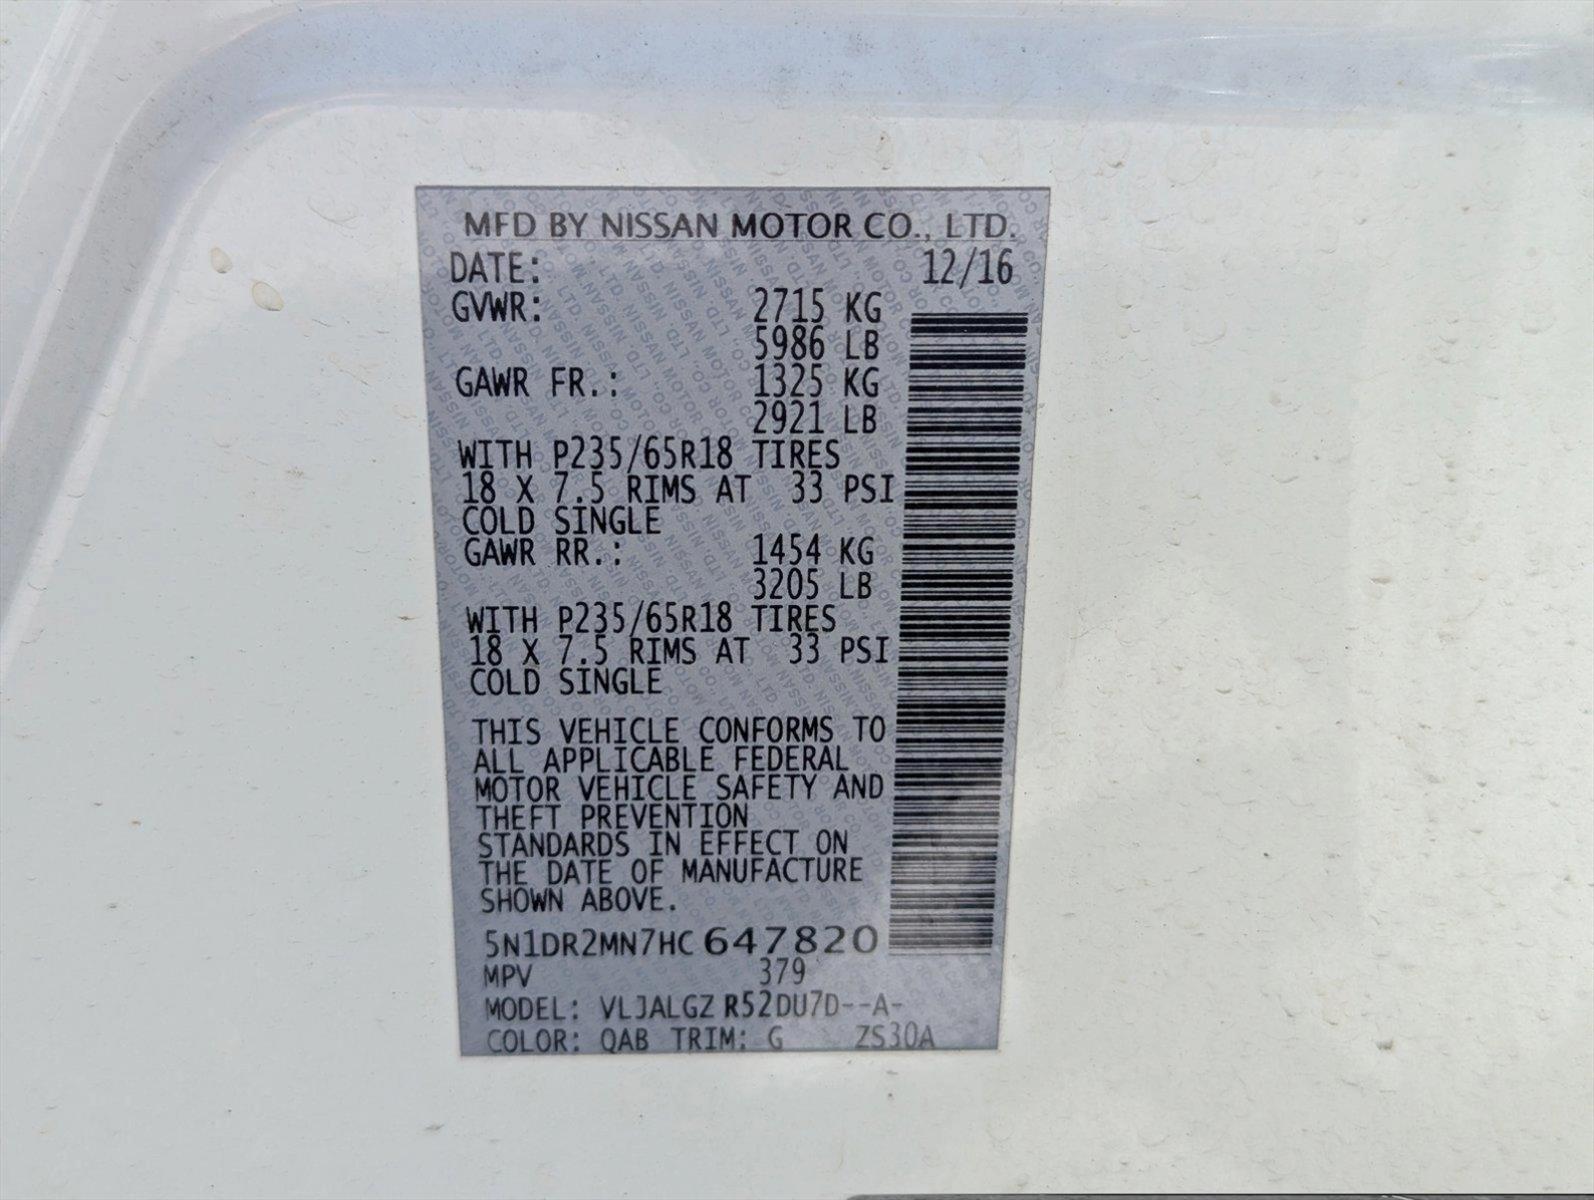 MFD BY NISSAN MOTOR CO., LTD.
DATE: 12/16
GVWR: 2715 KG
5986 LB
GAWR FR.: 1325 KG
2921 LB
WITH P235/65R18 TIRES
18 X 7.5 RIMS AT 33 PSI
COLD SINGLE
GAWR RR.: 1454 KG
3205 LB
WITH P235/65R18 TIRES
18 X 7.5 RIMS AT 33 PSI
COLD SINGLE
THIS VEHICLE CONFORMS TO
ALL APPLICABLE FEDERAL
MOTOR VEHICLE SAFETY AND
THEFT PREVENTION
STANDARDS IN EFFECT ON
THE DATE OF MANUFACTURE
SHOWN ABOVE.
5N1DR2MN7HC647820
MPV 379
MODEL: VLJALGZ R52DU7D--A-
COLOR: QAB TRIM: G ZS30A